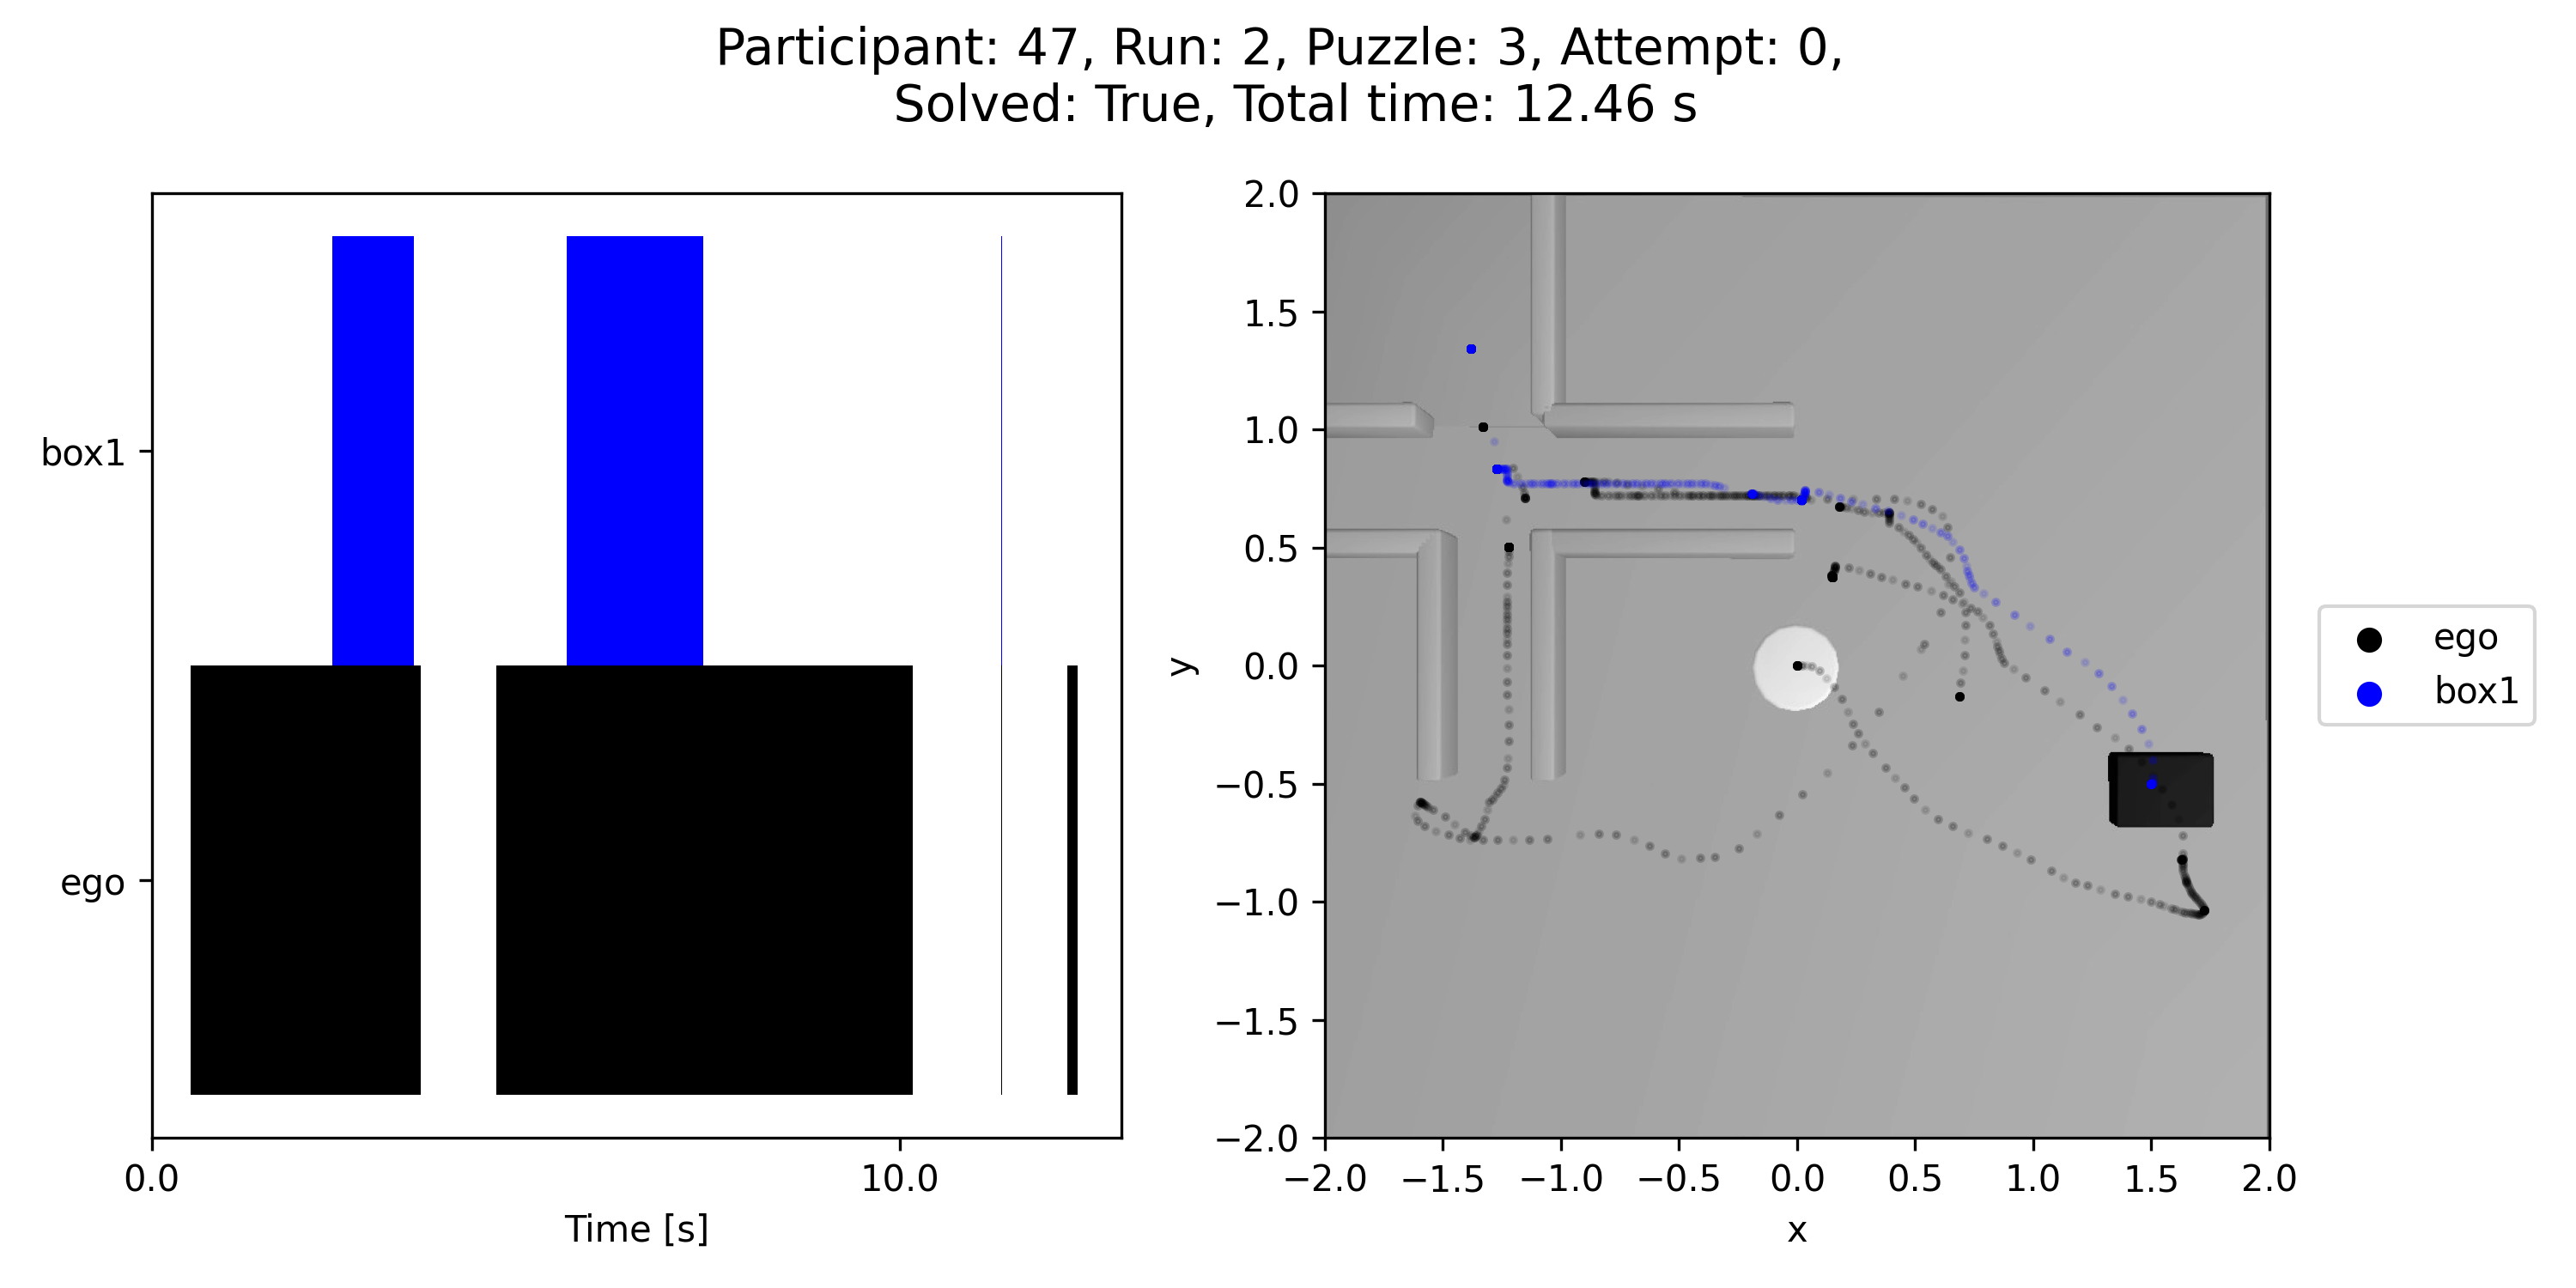 Participant: 47, Run: 2, Puzzle: 3, Attempt: 0,
Solved: True, Total time: 12.46 s
box1
ego
0.0
10.0
Time [s]
2.0
1.5
1.0
0.5
0.0
−0.5
−1.0
−1.5
−2.0
y
−2.0 −1.5 −1.0 −0.5 0.0 0.5 1.0 1.5 2.0
x
ego
box1